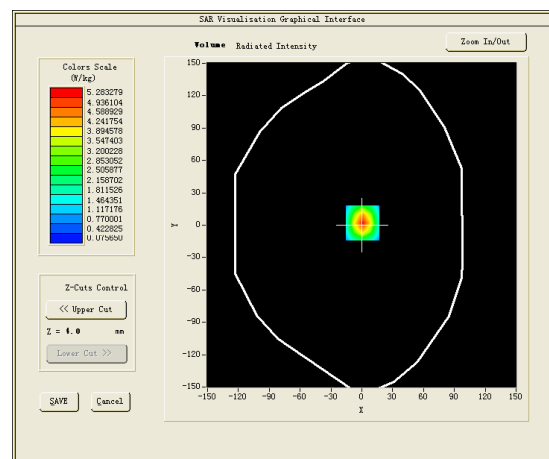 SAR Visualisation Graphical Interface
Volume Radiated Intensity
Zoom In/Out
Colors Scale
(W/kg)
5.283279
4.936104
4.588929
4.241754
3.894578
3.547403
3.200228
2.853052
2.505877
2.158702
1.811526
1.464351
1.117176
0.770001
0.422825
0.075650
Z-Cuts Control
<< Upper Cut
Z = 4.0 mm
Lower Cut >>
SAVE Cancel
150
120
90
60
30
0
-30
-60
-90
-120
-150
Y
-150 -120 -90 -60 -30 0 30 60 90 120 150
X